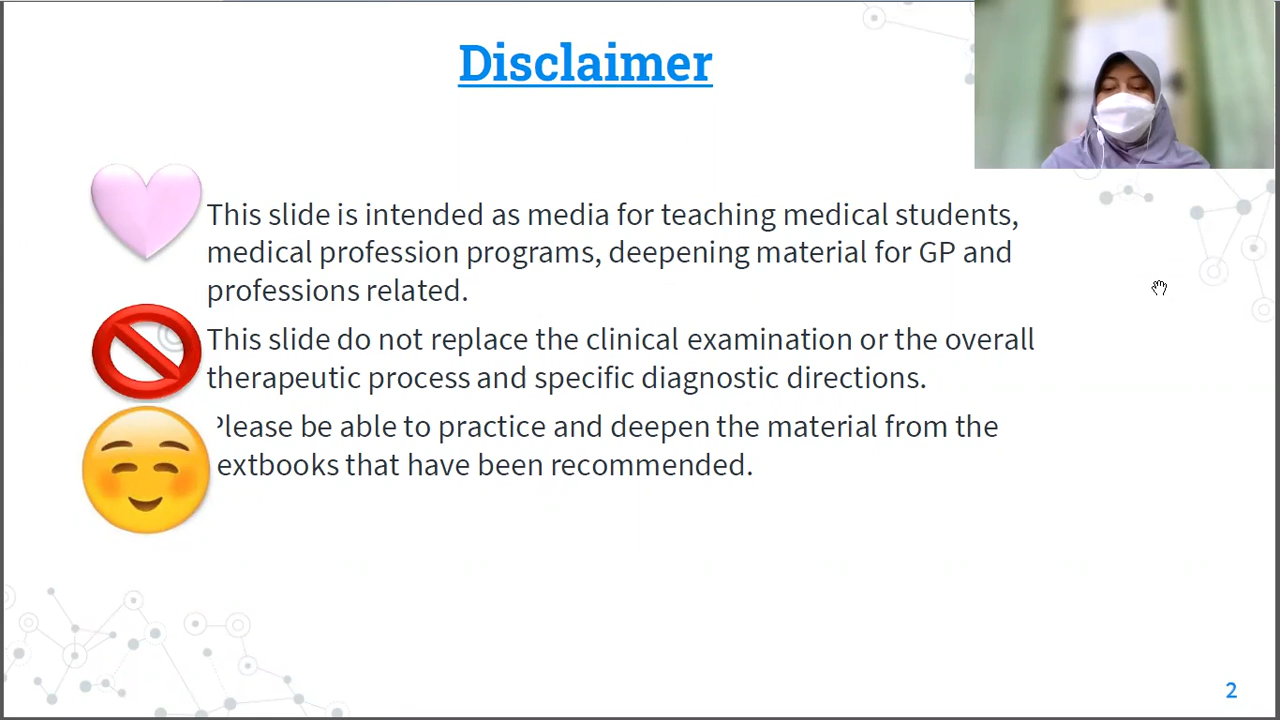 Disclaimer
This slide is intended as media for teaching medical students,
medical profession programs, deepening material for GP and
professions related.
This slide do not replace the clinical examination or the overall
therapeutic process and specific diagnostic directions.
Please be able to practice and deepen the material from the
extbooks that have been recommended.
2